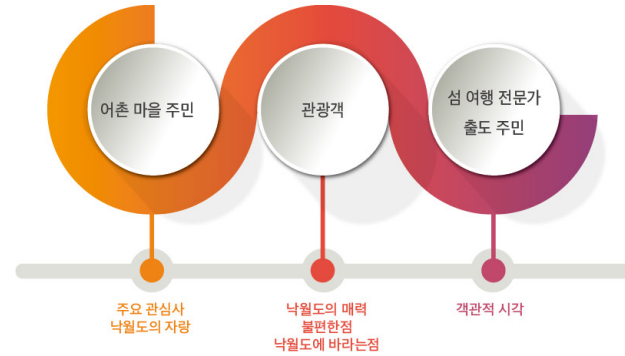 어촌 마을 주민
관광객
섬 여행 전문가
출도 주민
주요 관심사
낙월도의 자랑
낙월도의 매력
불편한점
낙월도에 바라는점
객관적 시각